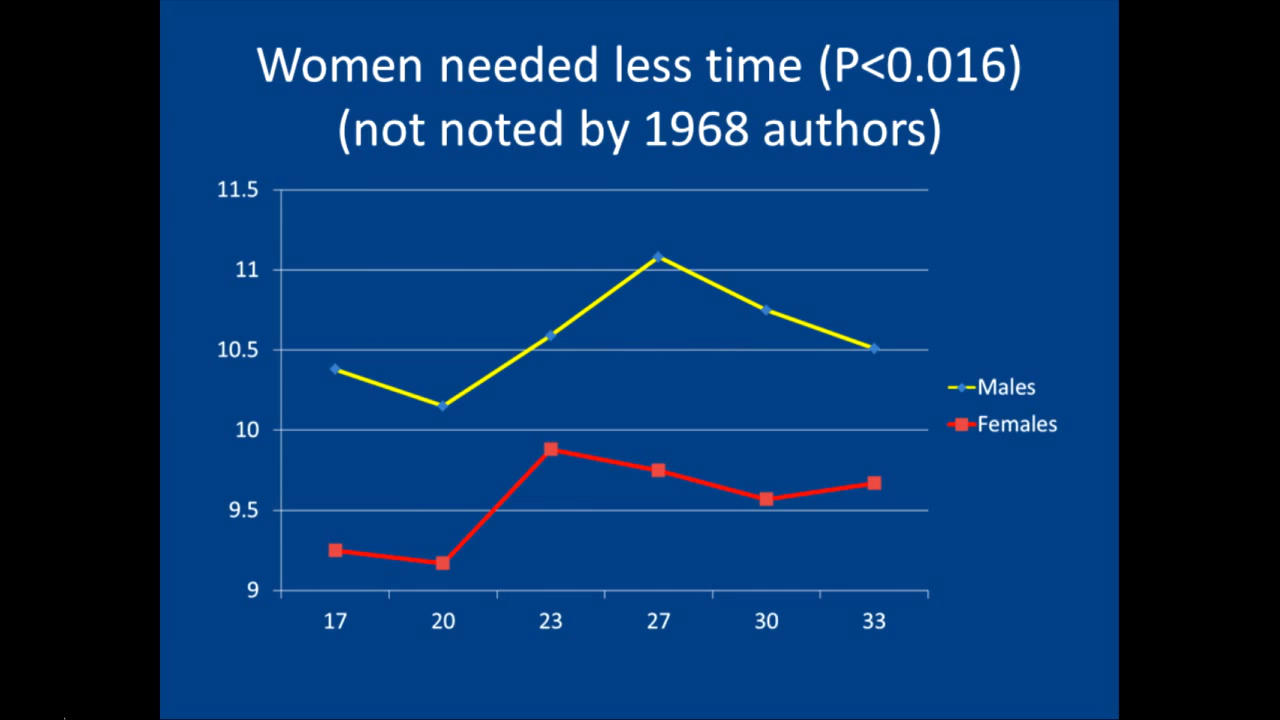 Women needed less time (P<0.016)
(not noted by 1968 authors)
11.5
11
10.5
10
9.5
9
17 20 23 27 30 33
Males
Females